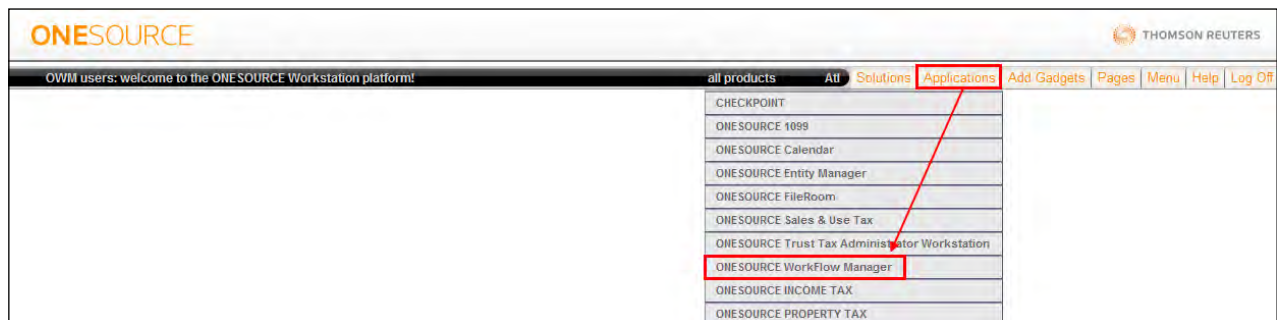 ONESOURCE
THOMSON REUTERS
OWM users: welcome to the ONESOURCE Workstation platform! all products Atl Solutions Applications Add Gadgets Pages Menu Help Log Off
CHECKPOINT
ONESOURCE 1099
ONESOURCE Calendar
ONESOURCE Entity Manager
ONESOURCE FileRoom
ONESOURCE Sales & Use Tax
ONESOURCE Trust Tax Administrator Workstation
ONESOURCE WorkFlow Manager
ONESOURCE INCOME TAX
ONESOURCE PROPERTY TAX